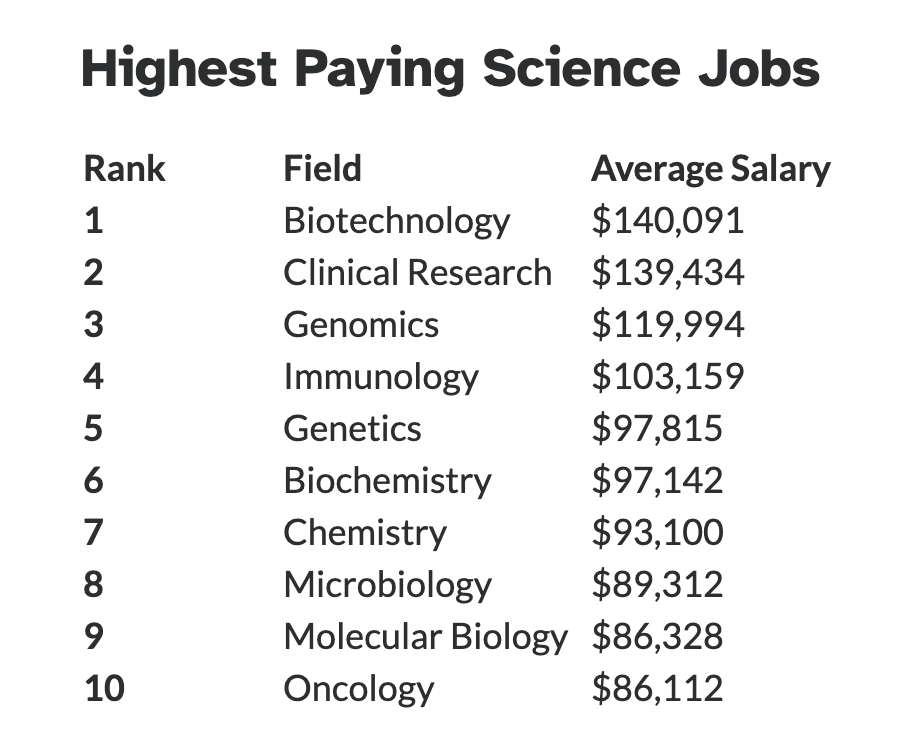 Highest Paying Science Jobs
Rank Field Average Salary
1 Biotechnology $140,091
2 Clinical Research $139,434
3 Genomics $119,994
4 Immunology $103,159
5 Genetics $97,815
6 Biochemistry $97,142
7 Chemistry $93,100
8 Microbiology $89,312
9 Molecular Biology $86,328
10 Oncology $86,112